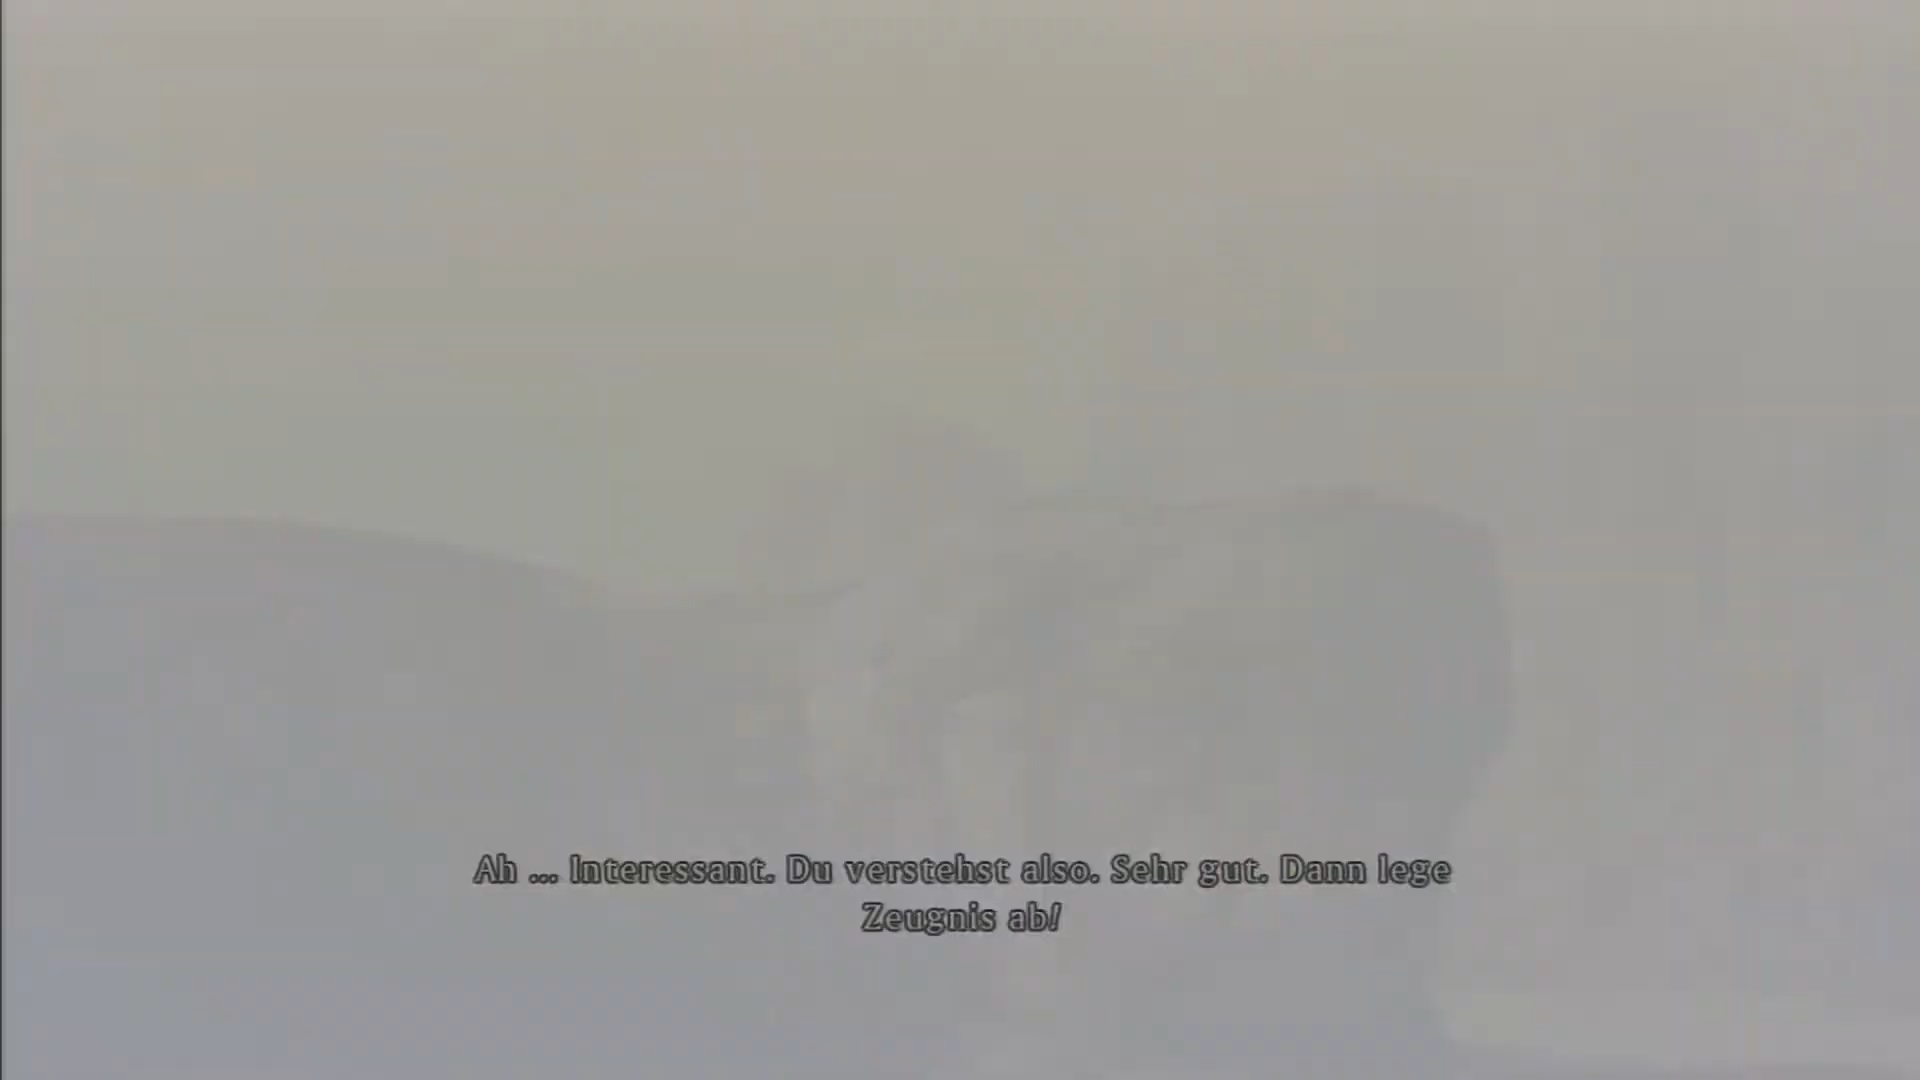 Ah ... Interessant. Du verstehst also. Sehr gut. Dann lege
Zeugnis ab!